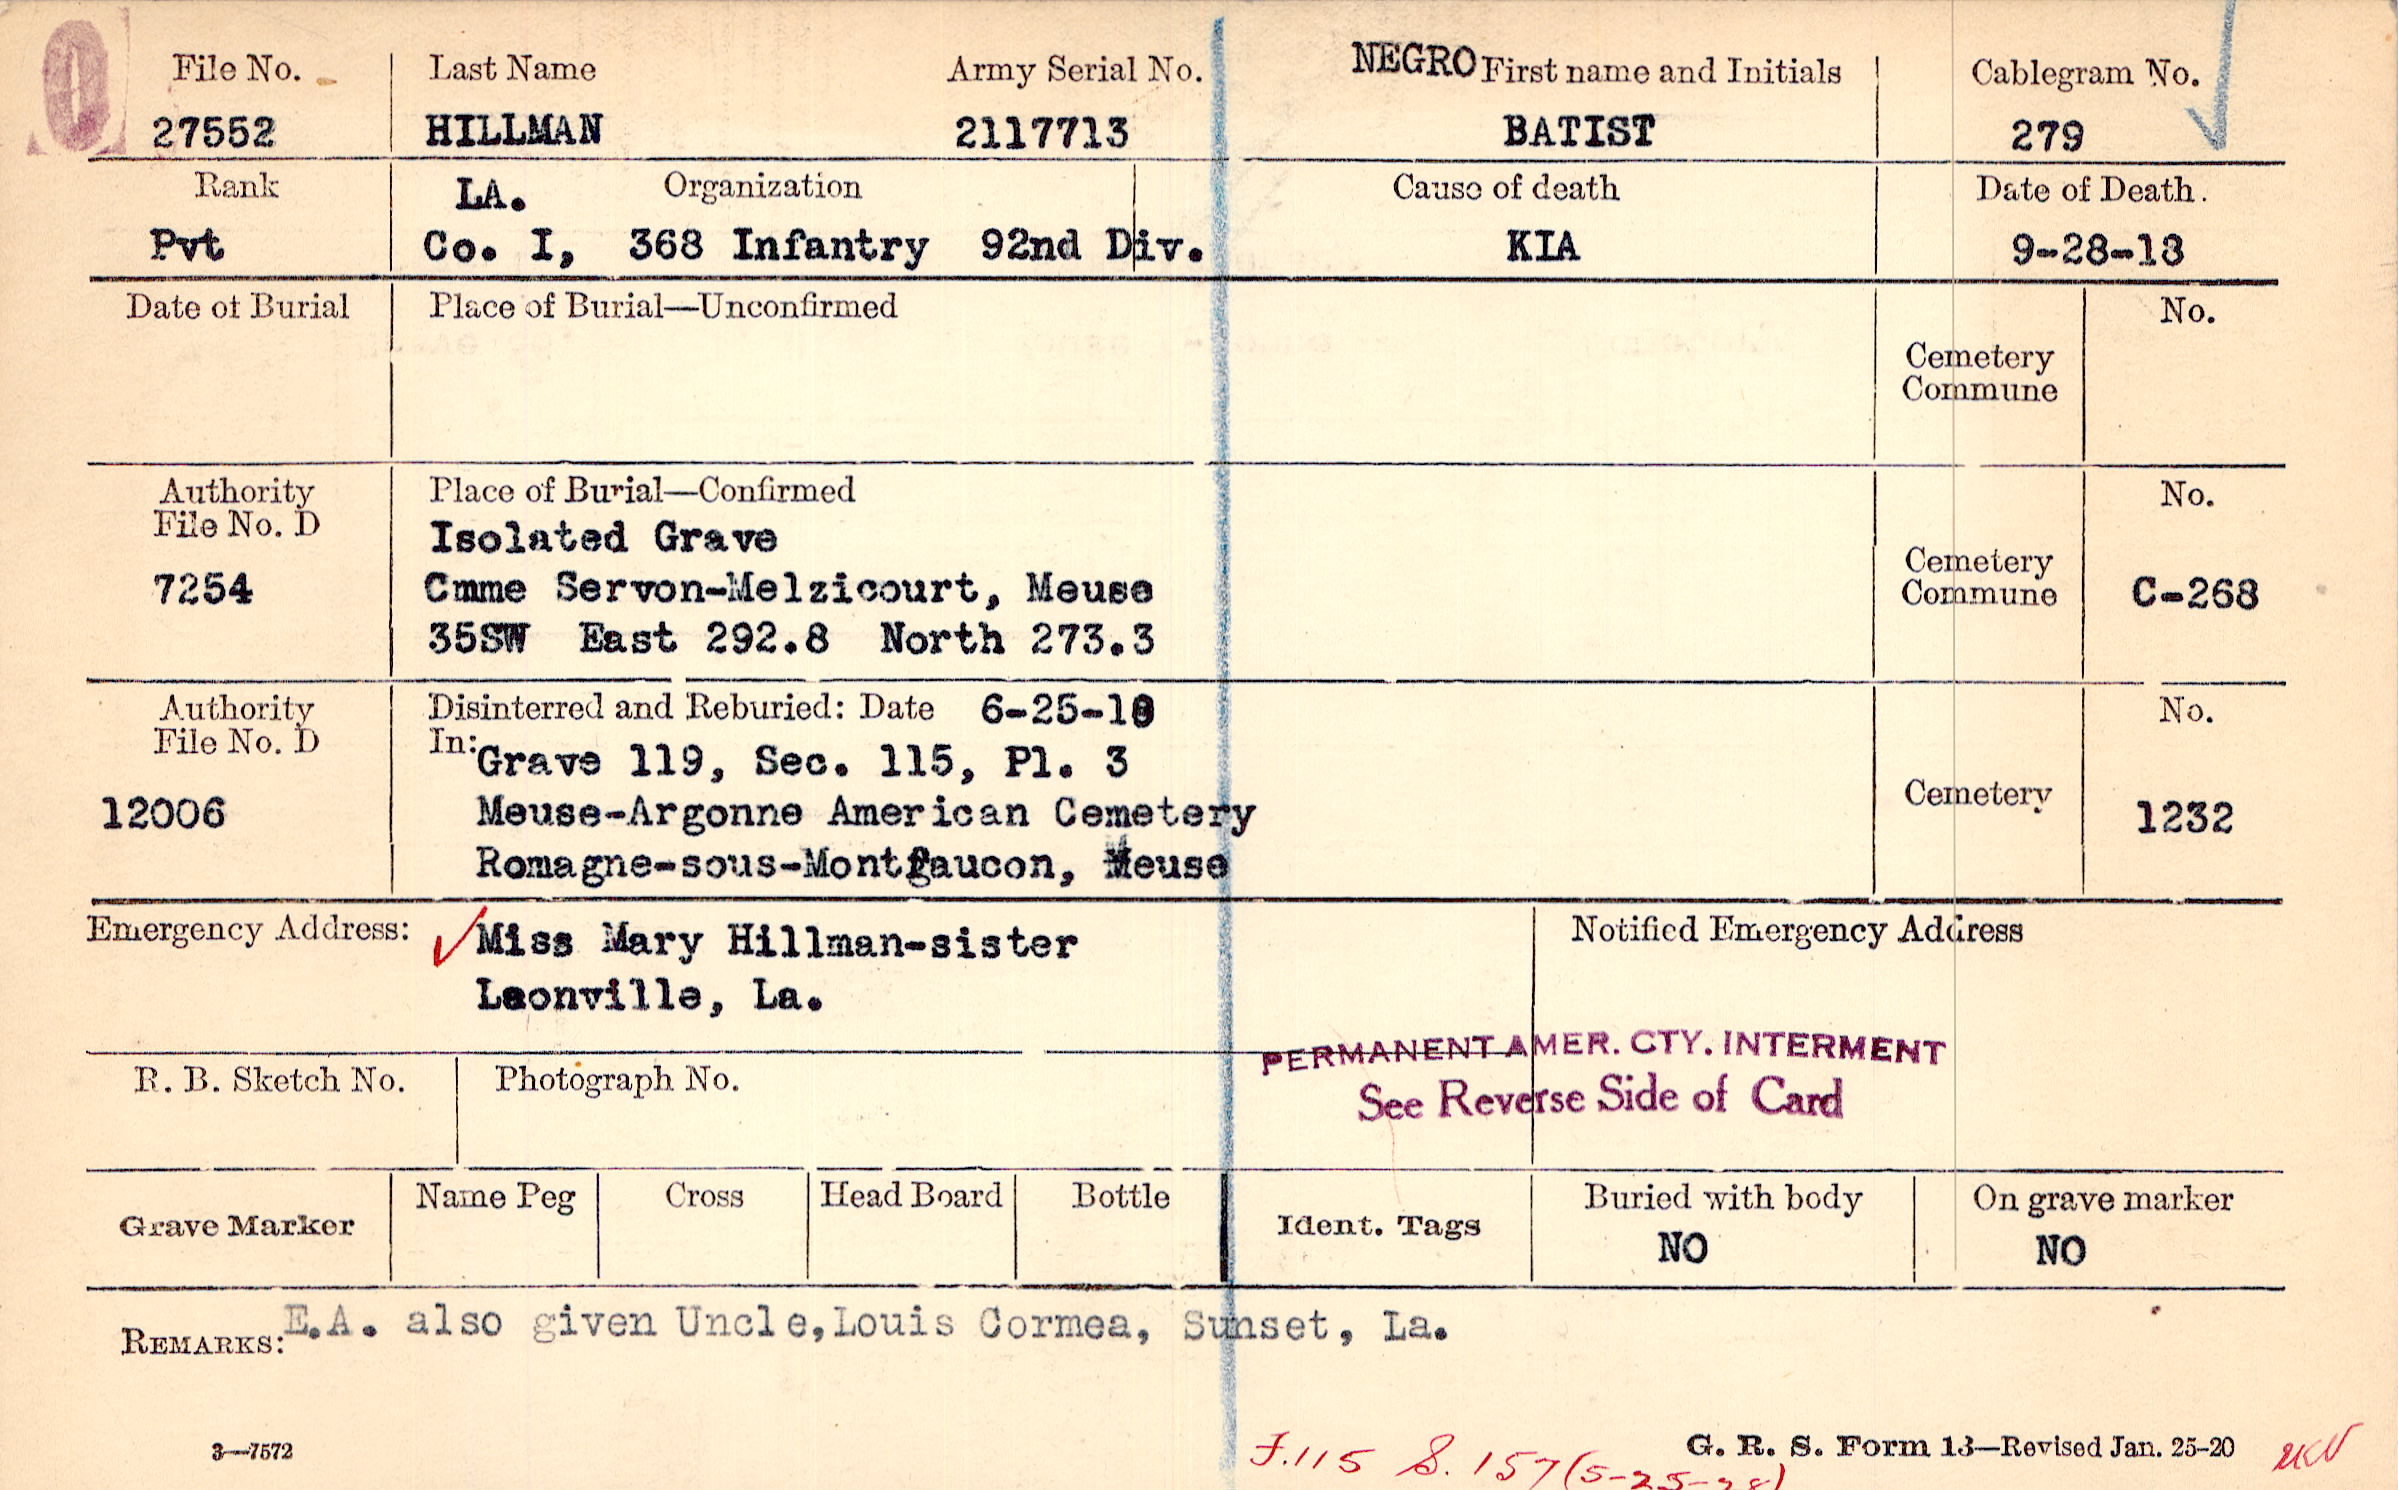 File No. Last Name Army Serial No. NEGRO First name and Initials Cablegram No.
27552 HILLMAN 2117713 BATIST 279
Rank LA. Organization Cause of death Date of Death.
Pvt Co. I, 368 Infantry 92nd Div. KIA 9-28-18
Date of Burial Place of Burial—Unconfirmed No.
Cemetery
Commune
Authority Place of Burial—Confirmed No.
File No. D Isolated Grave
7254 Cmme Servon-Melzicourt, Meuse Cemetery
Commune C-268
35SW East 292.8 North 273.3
Authority Disinterred and Reburied: Date 6-25-19 No.
File No. D In: Grave 119, Sec. 115, Pl. 3
12006 Meuse-Argonne American Cemetery Cemetery 1232
Romagne-sous-Montfaucon, Meuse
Emergency Address: Miss Mary Hillman-sister Notified Emergency Address
Leonville, La.
PERMANENT AMER. CTY. INTERMENT
R. B. Sketch No. Photograph No. See Reverse Side of Card
Grave Marker Name Peg Cross Head Board Bottle Ident. Tags Buried with body On grave marker
NO NO
REMARKS: E.A. also given Uncle, Louis Cormea, Sunset, La.
3—7572 G. R. S. Form 13—Revised Jan. 25-20
F.115 S. 157 (5-25-28)